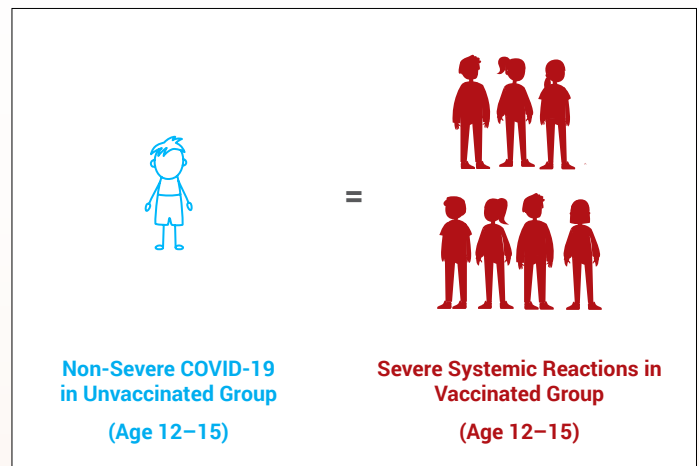 =
Non-Severe COVID-19
in Unvaccinated Group
(Age 12–15)
Severe Systemic Reactions in
Vaccinated Group
(Age 12–15)